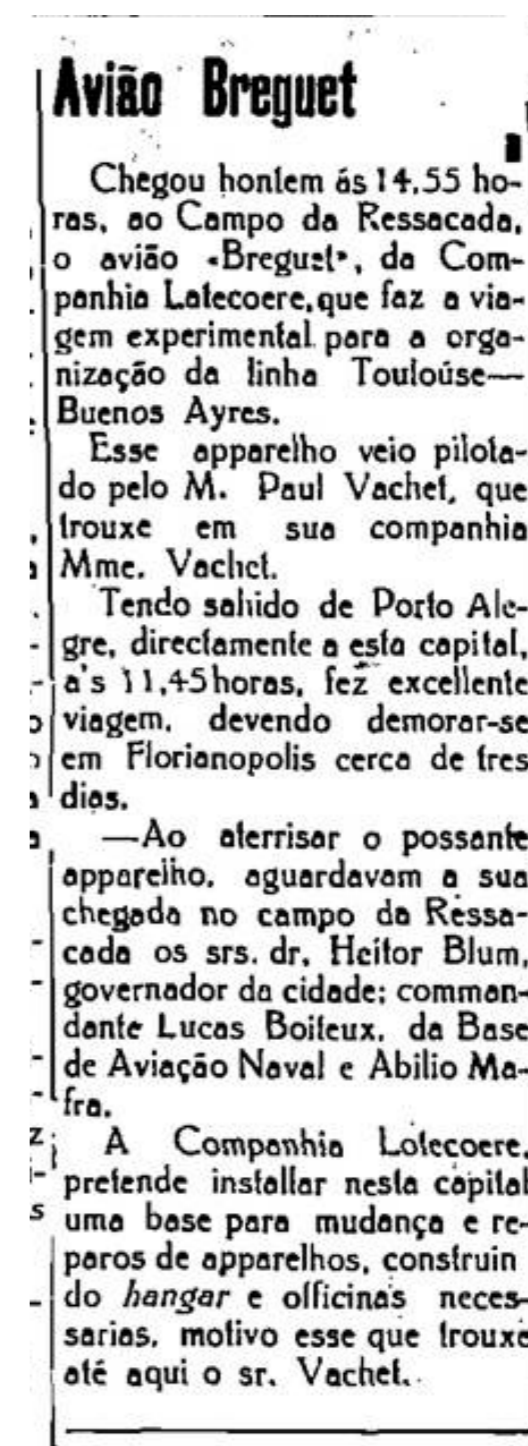 Avião Breguet
Chegou hontem ás 14,55 ho-
ras, ao Campo da Ressacada,
o avião «Breguet», da Com-
panhia Latecoere, que faz a via-
gem experimental para a orga-
nização da linha Touloúse—
Buenos Ayres.
Esse apparelho veio pilota-
do pelo M. Paul Vachet, que
trouxe em sua companhia
Mme. Vachet.
Tendo sahido de Porto Ale-
gre, directamente a esta capital,
a's 11,45 horas, fez excellente
viagem, devendo demorar-se
em Florianopolis cerca de tres
dias.
—Ao aterrisar o possante
apparelho, aguardavam a sua
chegada no campo da Ressa-
cada os srs. dr. Heitor Blum,
governador da cidade; comman-
dante Lucas Boiteux, da Base
de Aviação Naval e Abilio Ma-
fra.
A Companhia Latecoere,
pretende installar nesta capital
uma base para mudança e re-
paros de apparelhos, construin
do hangar e officinas neces-
sarias, motivo esse que trouxe
até aqui o sr. Vachet.